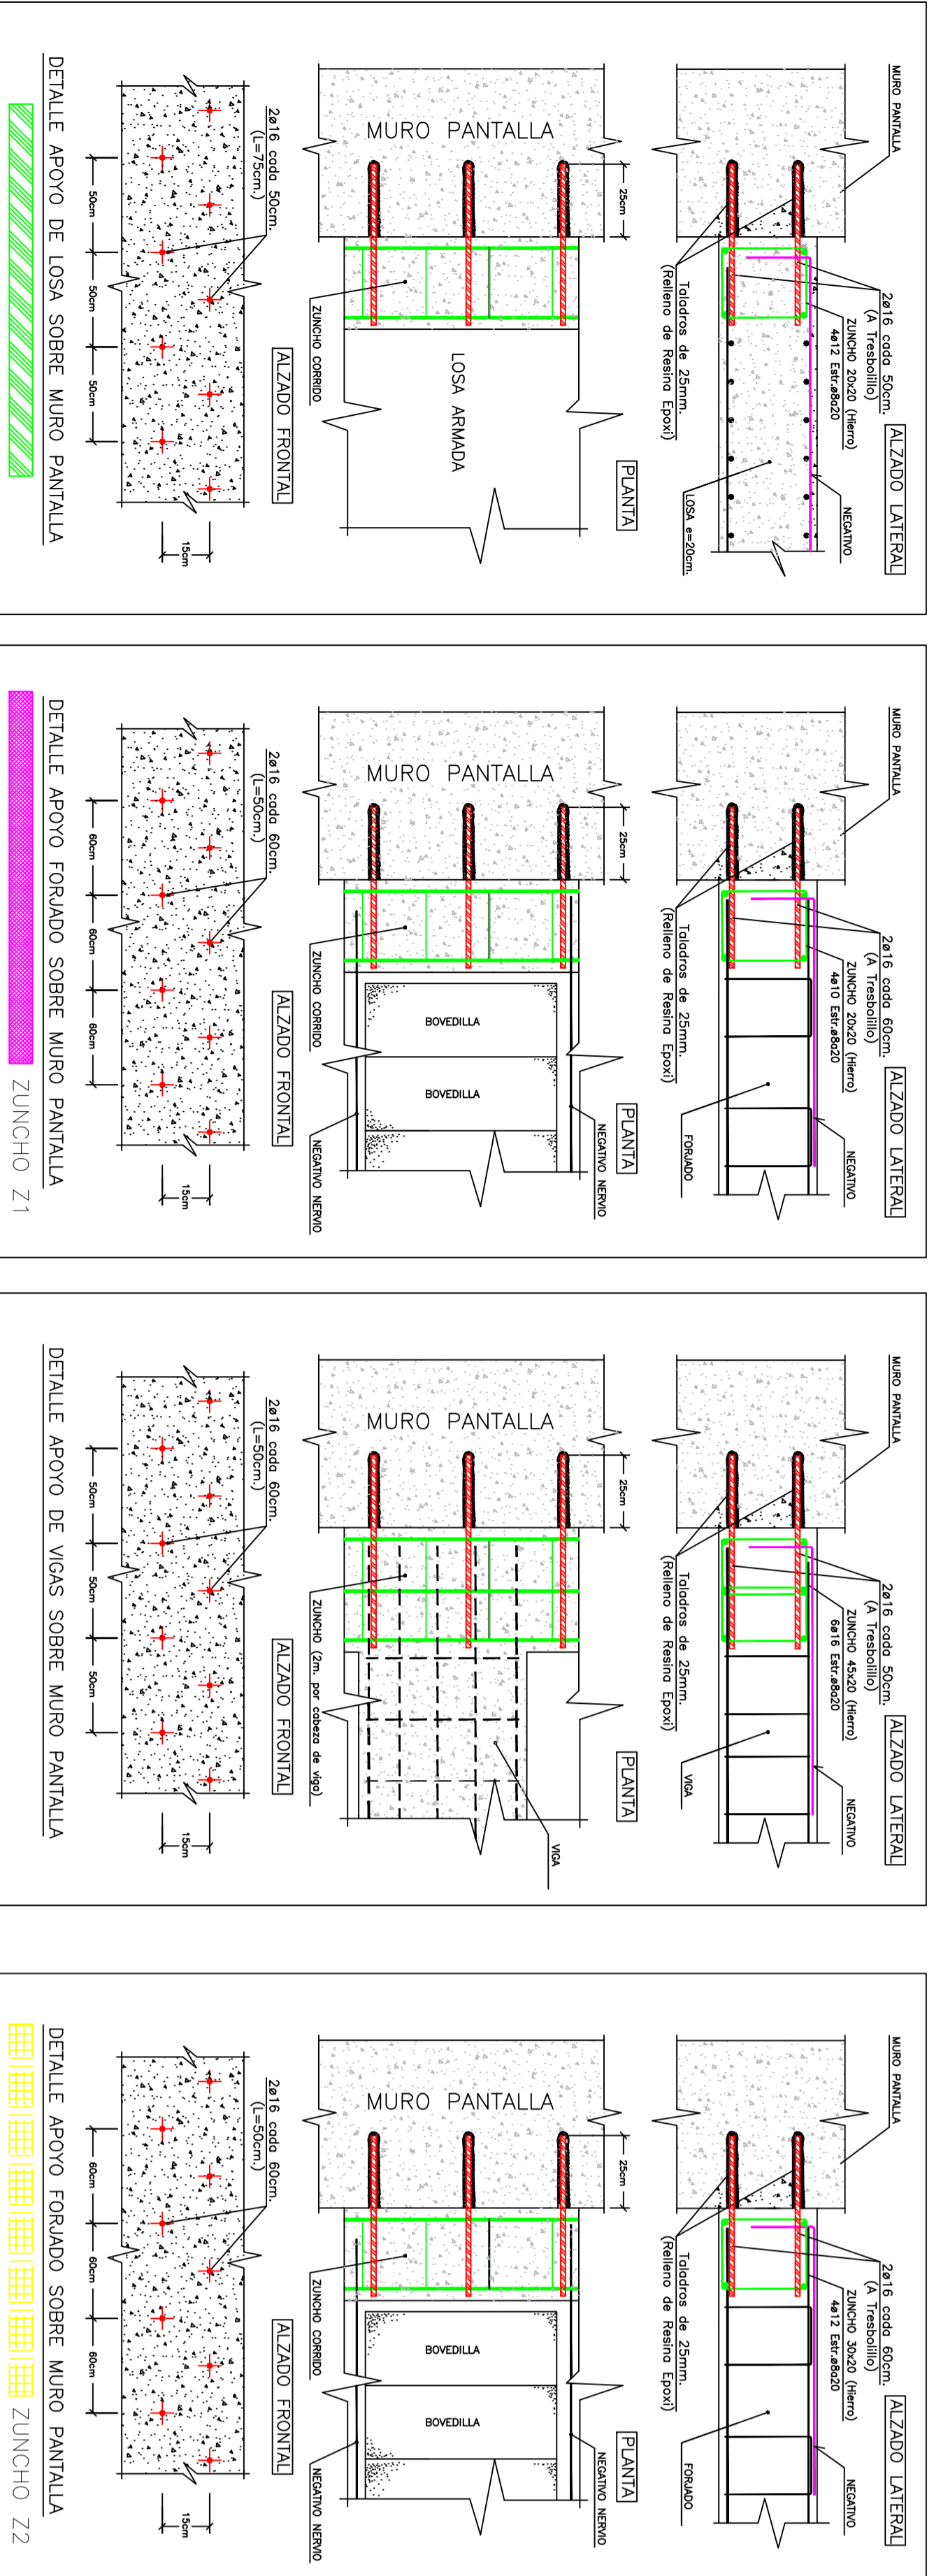 MURO PANTALLA
2ø16 cada 50cm.
(A Tresbolillo)
ZUNCHO 20x20 (Hierro)
4ø12 Estr.ø8a20
ALZADO LATERAL
NEGATIVO
Taladros de 25mm.
(Relleno de Resina Epoxi)
LOSA e=20cm.
25cm
PLANTA
MURO PANTALLA
LOSA ARMADA
ZUNCHO CORRIDO
2ø16 cada 50cm.
(L=75cm.)
ALZADO FRONTAL
50cm
50cm
50cm
15cm
DETALLE APOYO DE LOSA SOBRE MURO PANTALLA
MURO PANTALLA
2ø16 cada 60cm.
(A Tresbolillo)
ZUNCHO 20x20 (Hierro)
4ø10 Estr.ø8a20
ALZADO LATERAL
NEGATIVO
Taladros de 25mm.
(Relleno de Resina Epoxi)
FORJADO
25cm
PLANTA
NEGATIVO NERVIO
MURO PANTALLA
BOVEDILLA
BOVEDILLA
ZUNCHO CORRIDO
NEGATIVO NERVIO
2ø16 cada 60cm.
(L=50cm.)
ALZADO FRONTAL
60cm
60cm
60cm
15cm
DETALLE APOYO FORJADO SOBRE MURO PANTALLA
ZUNCHO Z1
MURO PANTALLA
2ø16 cada 50cm.
(A Tresbolillo)
ZUNCHO 45x20 (Hierro)
6ø16 Estr.ø8a20
ALZADO LATERAL
NEGATIVO
Taladros de 25mm.
(Relleno de Resina Epoxi)
VIGA
25cm
PLANTA
MURO PANTALLA
VIGA
ZUNCHO (2m. por cabeza de viga)
2ø16 cada 60cm.
(L=50cm.)
ALZADO FRONTAL
50cm
50cm
50cm
15cm
DETALLE APOYO DE VIGAS SOBRE MURO PANTALLA
MURO PANTALLA
2ø16 cada 60cm.
(A Tresbolillo)
ZUNCHO 30x20 (Hierro)
4ø12 Estr.ø8a20
ALZADO LATERAL
NEGATIVO
Taladros de 25mm.
(Relleno de Resina Epoxi)
FORJADO
25cm
PLANTA
NEGATIVO NERVIO
MURO PANTALLA
BOVEDILLA
BOVEDILLA
ZUNCHO CORRIDO
NEGATIVO NERVIO
2ø16 cada 60cm.
(L=50cm.)
ALZADO FRONTAL
60cm
60cm
60cm
15cm
DETALLE APOYO FORJADO SOBRE MURO PANTALLA
ZUNCHO Z2